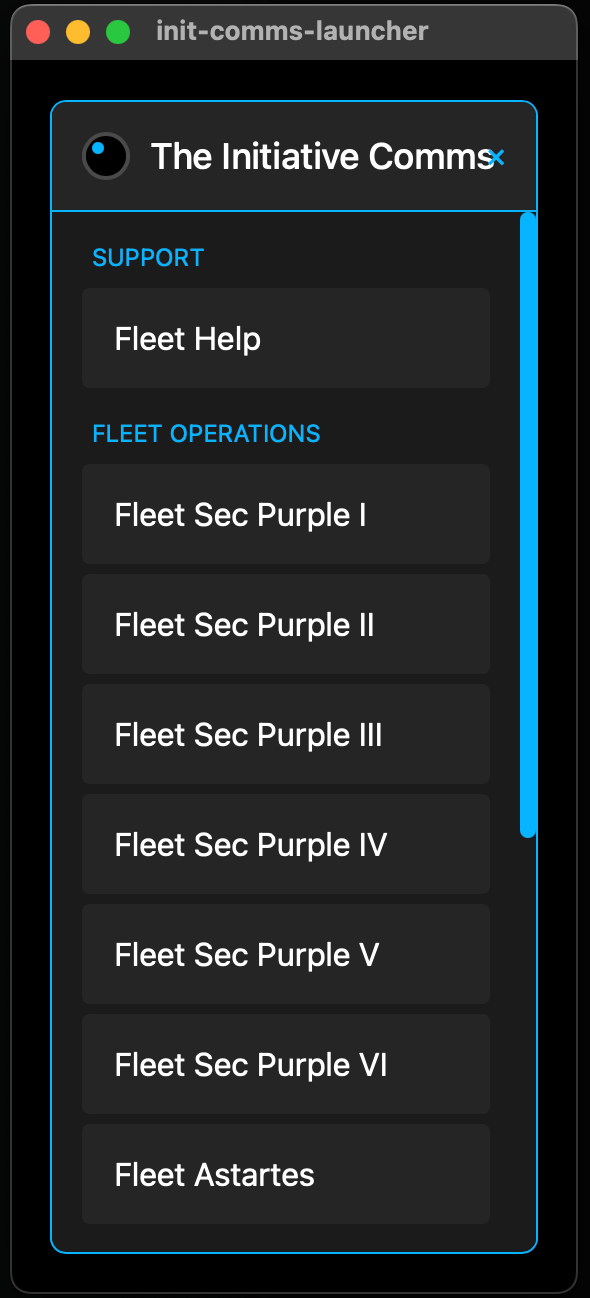 init-comms-launcher
The Initiative Comms ×
SUPPORT
Fleet Help
FLEET OPERATIONS
Fleet Sec Purple I
Fleet Sec Purple II
Fleet Sec Purple III
Fleet Sec Purple IV
Fleet Sec Purple V
Fleet Sec Purple VI
Fleet Astartes